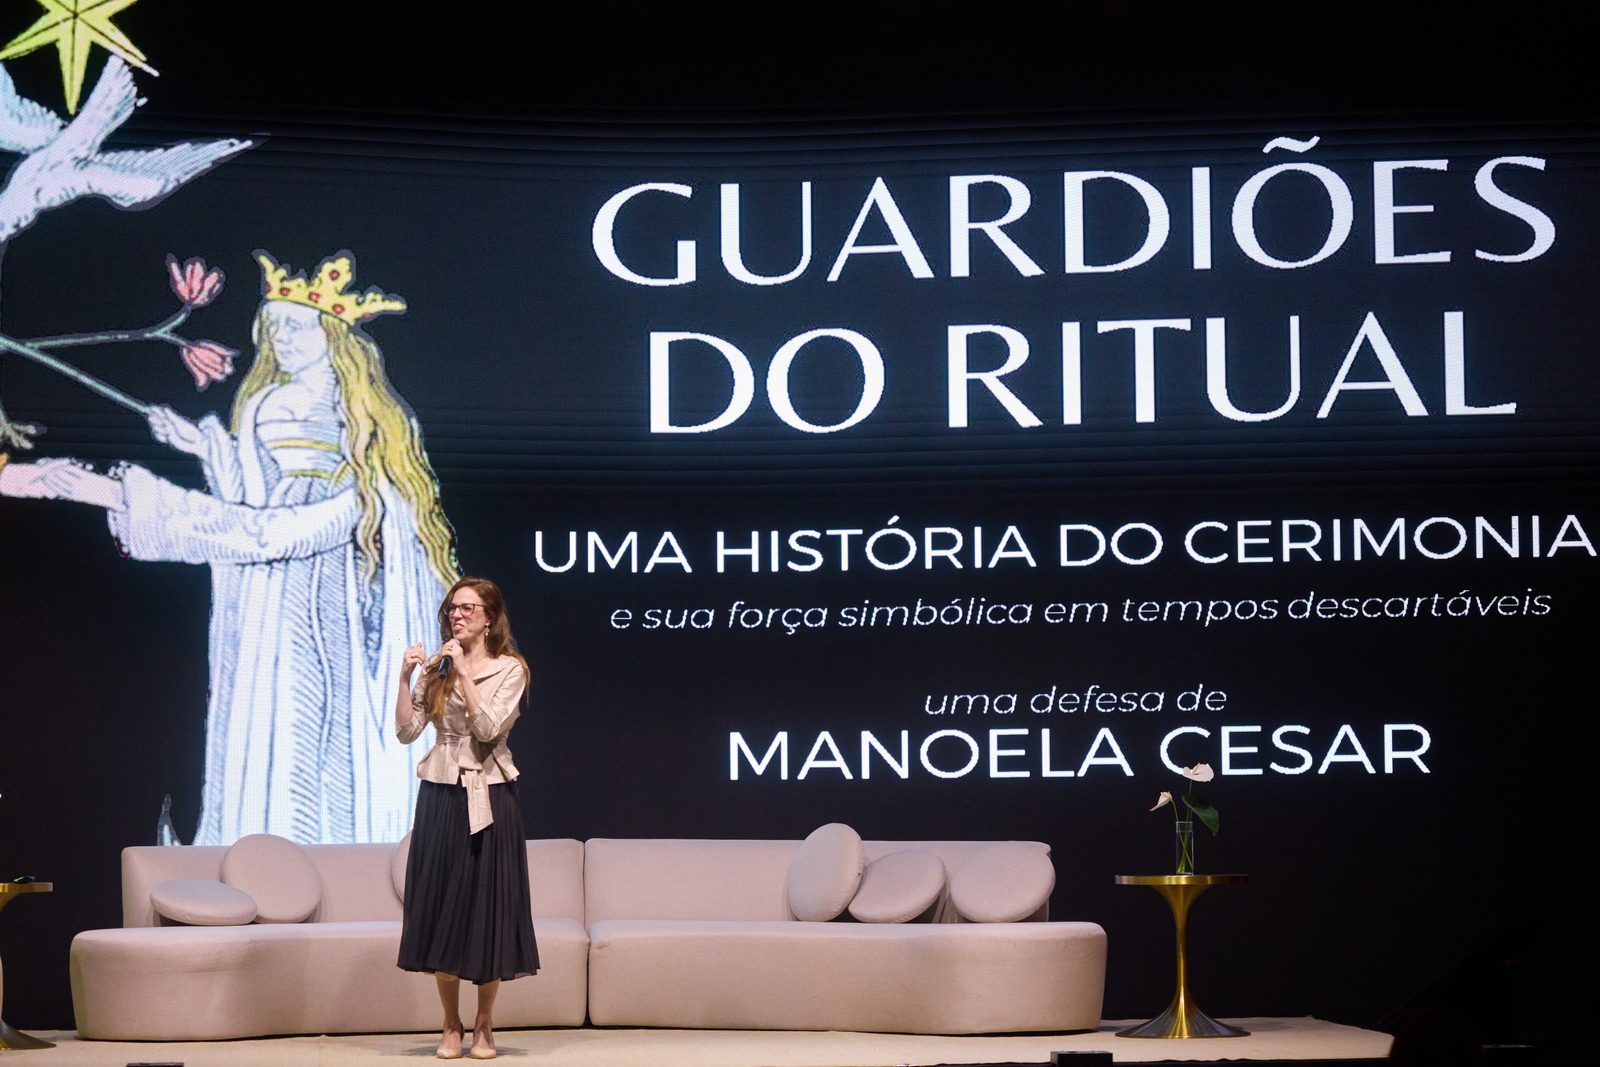 GUARDIÕES
DO RITUAL
UMA HISTÓRIA DO CERIMONIA
e sua força simbólica em tempos descartáveis
uma defesa de
MANOELA CESAR